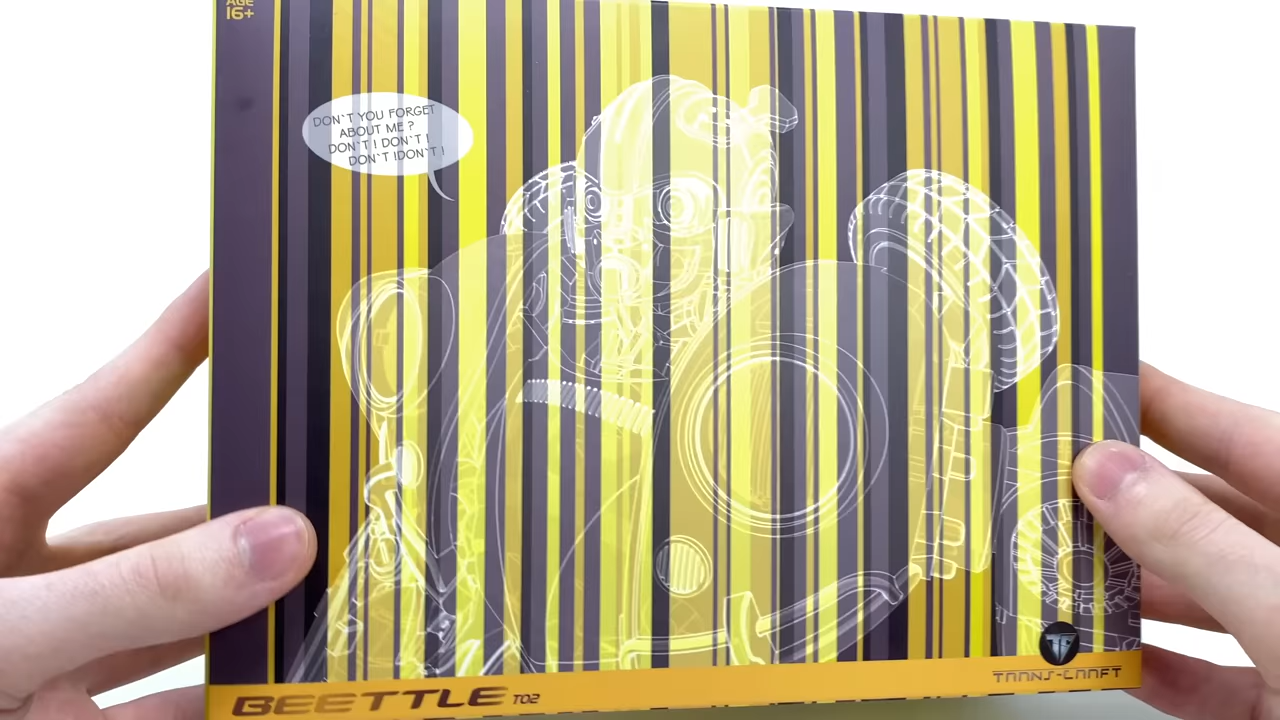 AGE
16+
DON`T YOU FORGET
ABOUT ME ?
DON`T I DON`T !
DON`T IDON`T !
BEETTLE T02
TRANS-CRAFT